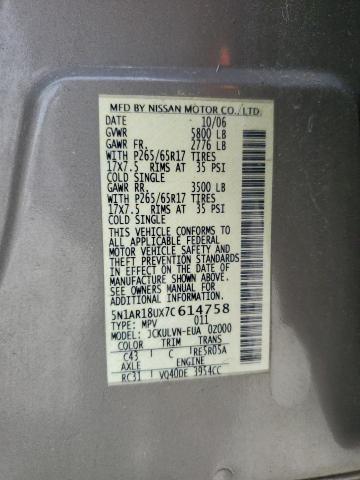 MFD BY NISSAN MOTOR CO., LTD.
DATE 10/06
GVWR 5800 LB
GAWR FR. 2776 LB
WITH P265/65R17 TIRES
17X7.5 RIMS AT 35 PSI
COLD SINGLE
GAWR RR. 3500 LB
WITH P265/65R17 TIRES
17X7.5 RIMS AT 35 PSI
COLD SINGLE
THIS VEHICLE CONFORMS TO
ALL APPLICABLE FEDERAL
MOTOR VEHICLE SAFETY AND
THEFT PREVENTION STANDARDS
IN EFFECT ON THE DATE OF
MANUFACTURE SHOWN ABOVE.
SEE OWNERS MANUAL
5N1AR18UX7C614758
TYPE: MPV 011
MODEL: JCKULVN-EUA 02000
COLOR TRIM TRANS
C43 C RE5R05A
AXLE ENGINE
RC31 VQ40DE 3954CC